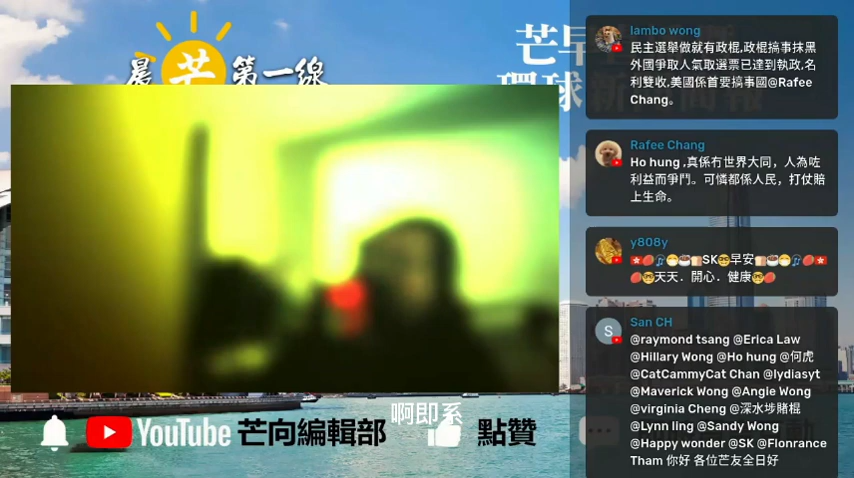 晨芒第一線
芒早
環球新聞報
lambo wong
民主選舉做就有政棍,政棍搞事抹黑
外國爭取人氣取選票已達到執政,名
利雙收,美國係首要搞事國@Rafee
Chang。
Rafee Chang
Ho hung ,真係冇世界大同，人為咗
利益而爭鬥。可憐都係人民，打仗賠
上生命。
y808y
SK早安
天天．開心．健康
San CH
@raymond tsang @Erica Law
@Hillary Wong @Ho hung @何虎
@CatCammyCat Chan @lydiasyt
@Maverick Wong @Angie Wong
@virginia Cheng @深水埗賭棍
@Lynn ling @Sandy Wong
@Happy wonder @SK @Flonrance
Tham 你好 各位芒友全日好
啊即系
YouTube 芒向編輯部 點贊